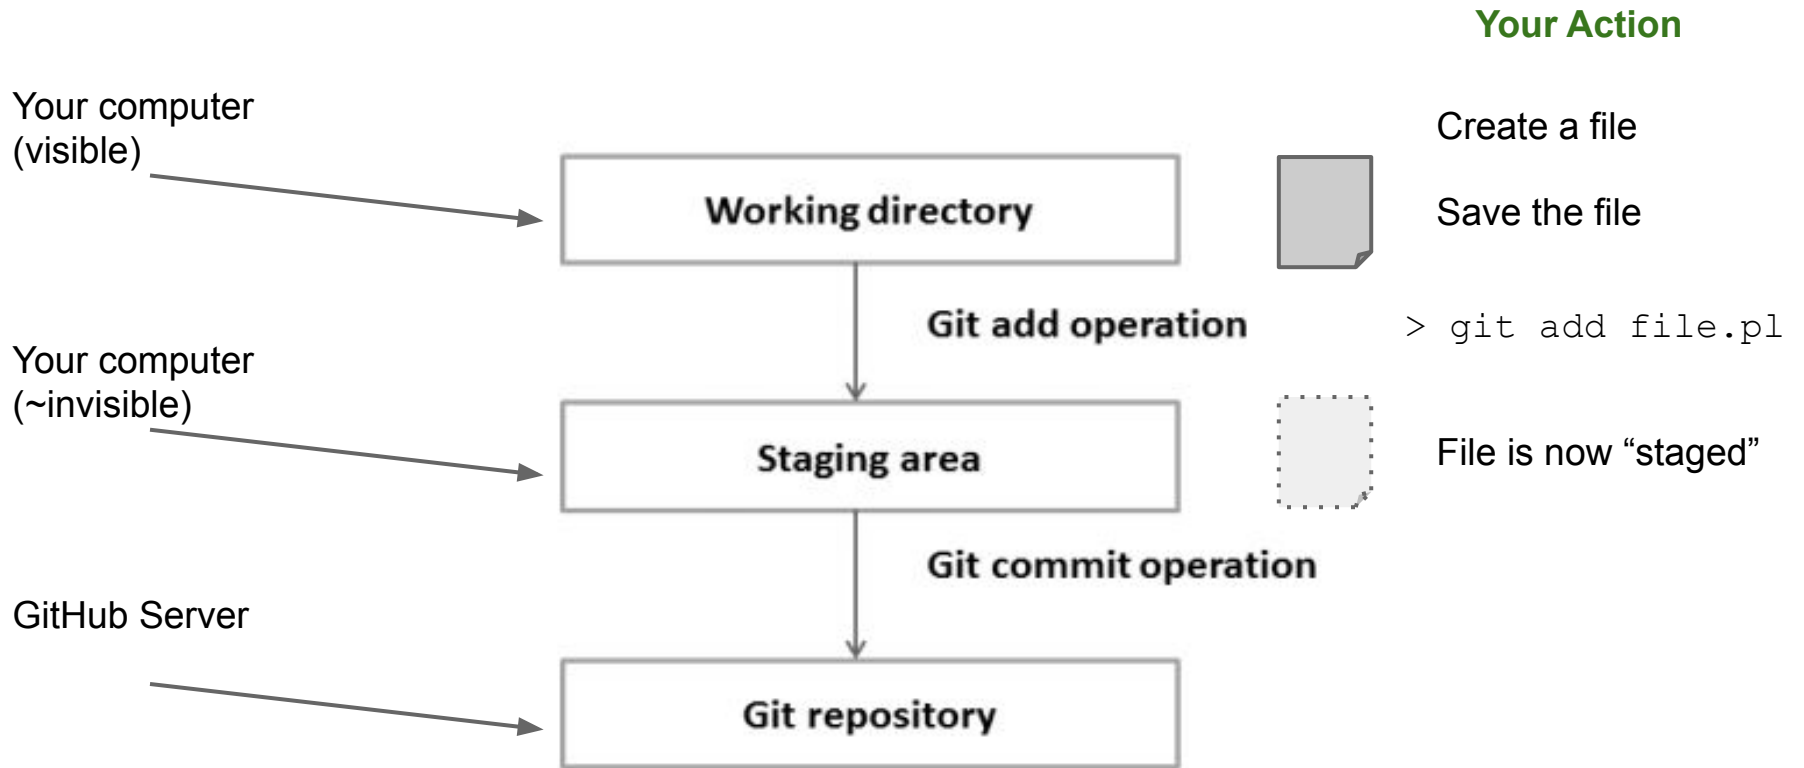 Your Action
Your computer
(visible)
Create a file
Working directory
Save the file
Git add operation
> git add file.pl
Your computer
(~invisible)
Staging area
File is now “staged”
Git commit operation
GitHub Server
Git repository